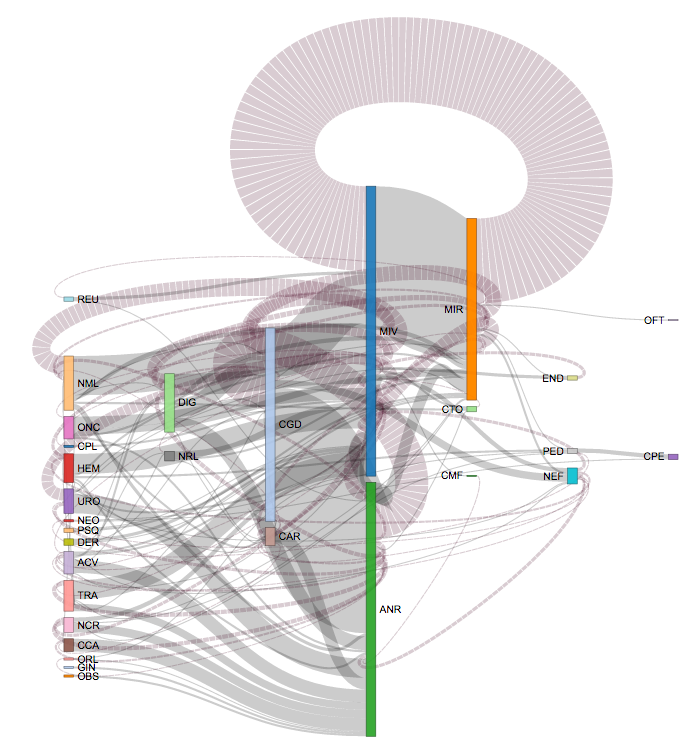 REU
OFT
MIR
MIV
END
NML
DIG
CTO
CGD
ONC
CPL
PED
NRL
CPE
HEM
CMF
NEF
URO
NEO
PSQ
CAR
DER
ACV
TRA
ANR
NCR
CCA
ORL
GIN
OBS